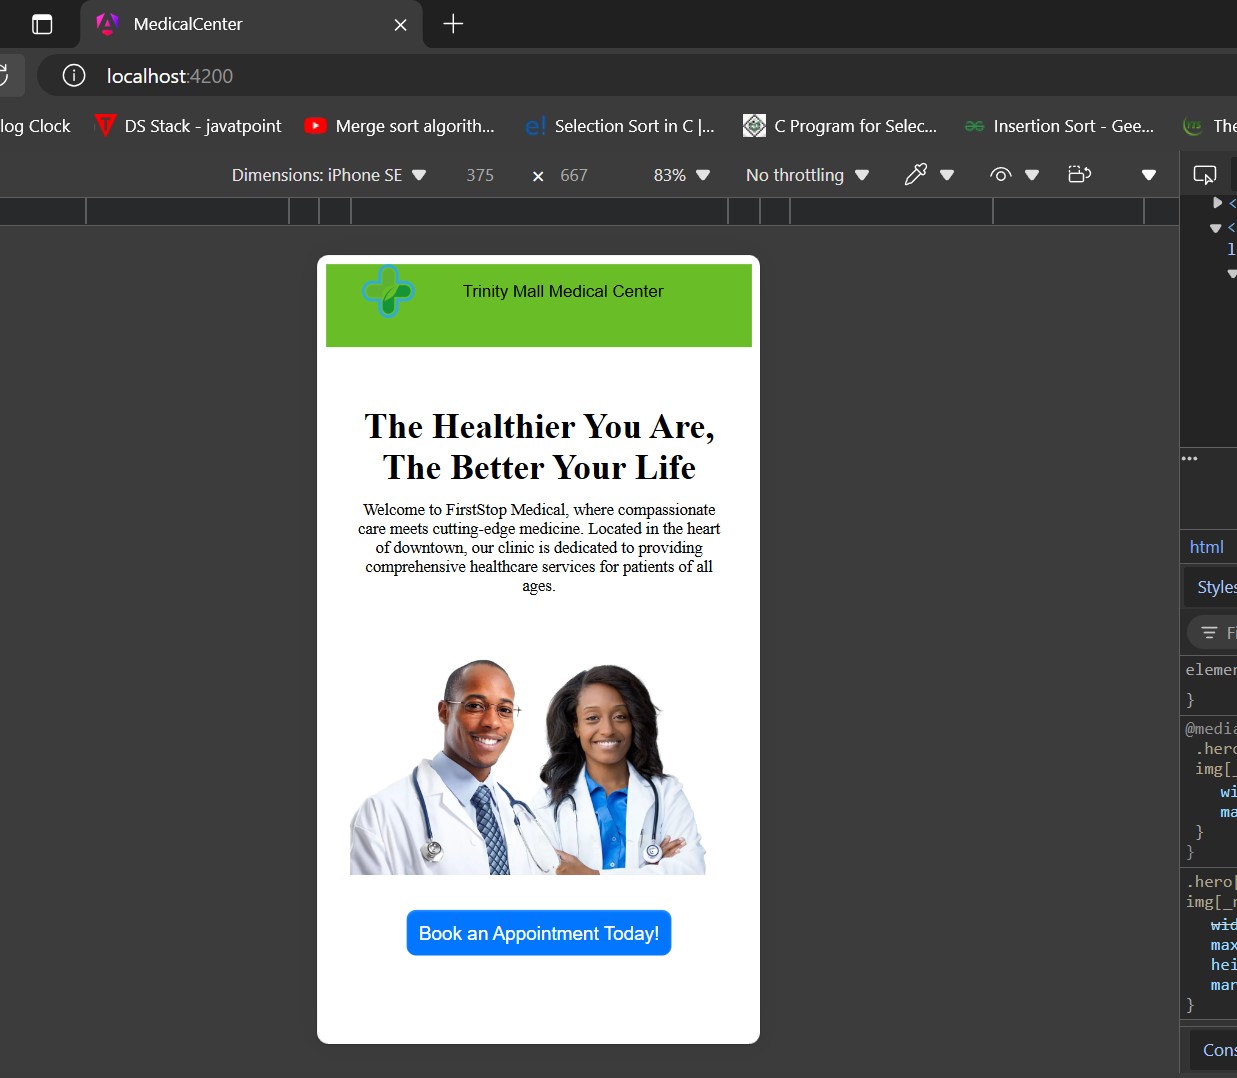 MedicalCenter
localhost:4200
log Clock
DS Stack - javatpoint
Merge sort algorith...
e! Selection Sort in C |...
C Program for Selec...
Insertion Sort - Gee...
The
Dimensions: iPhone SE 375 × 667 83% No throttling
Trinity Mall Medical Center
The Healthier You Are,
The Better Your Life
Welcome to FirstStop Medical, where compassionate
care meets cutting-edge medicine. Located in the heart
of downtown, our clinic is dedicated to providing
comprehensive healthcare services for patients of all
ages.
Book an Appointment Today!
<
<
l
...
html
Styles
Fi
elemen
}
@media
.hero
img[_
wi
ma
}
}
.hero[
img[_n
wid
max
hei
mar
}
Cons